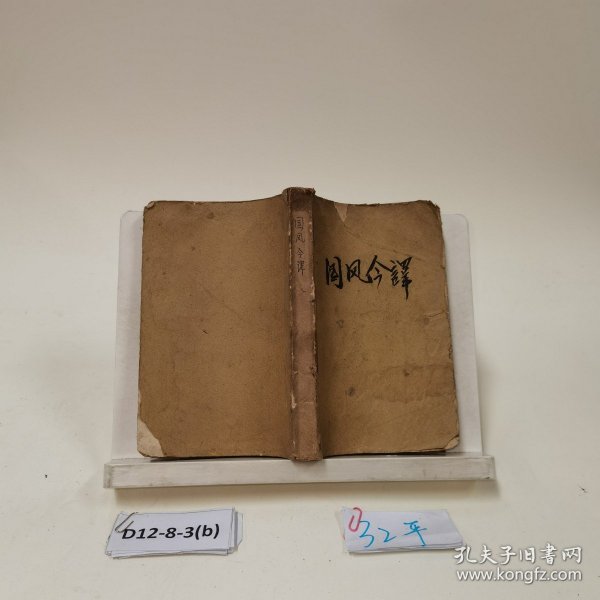 国风今譯
国风今譯
D12-8-3(b)
32平
孔夫子旧书网
www.kongfz.com